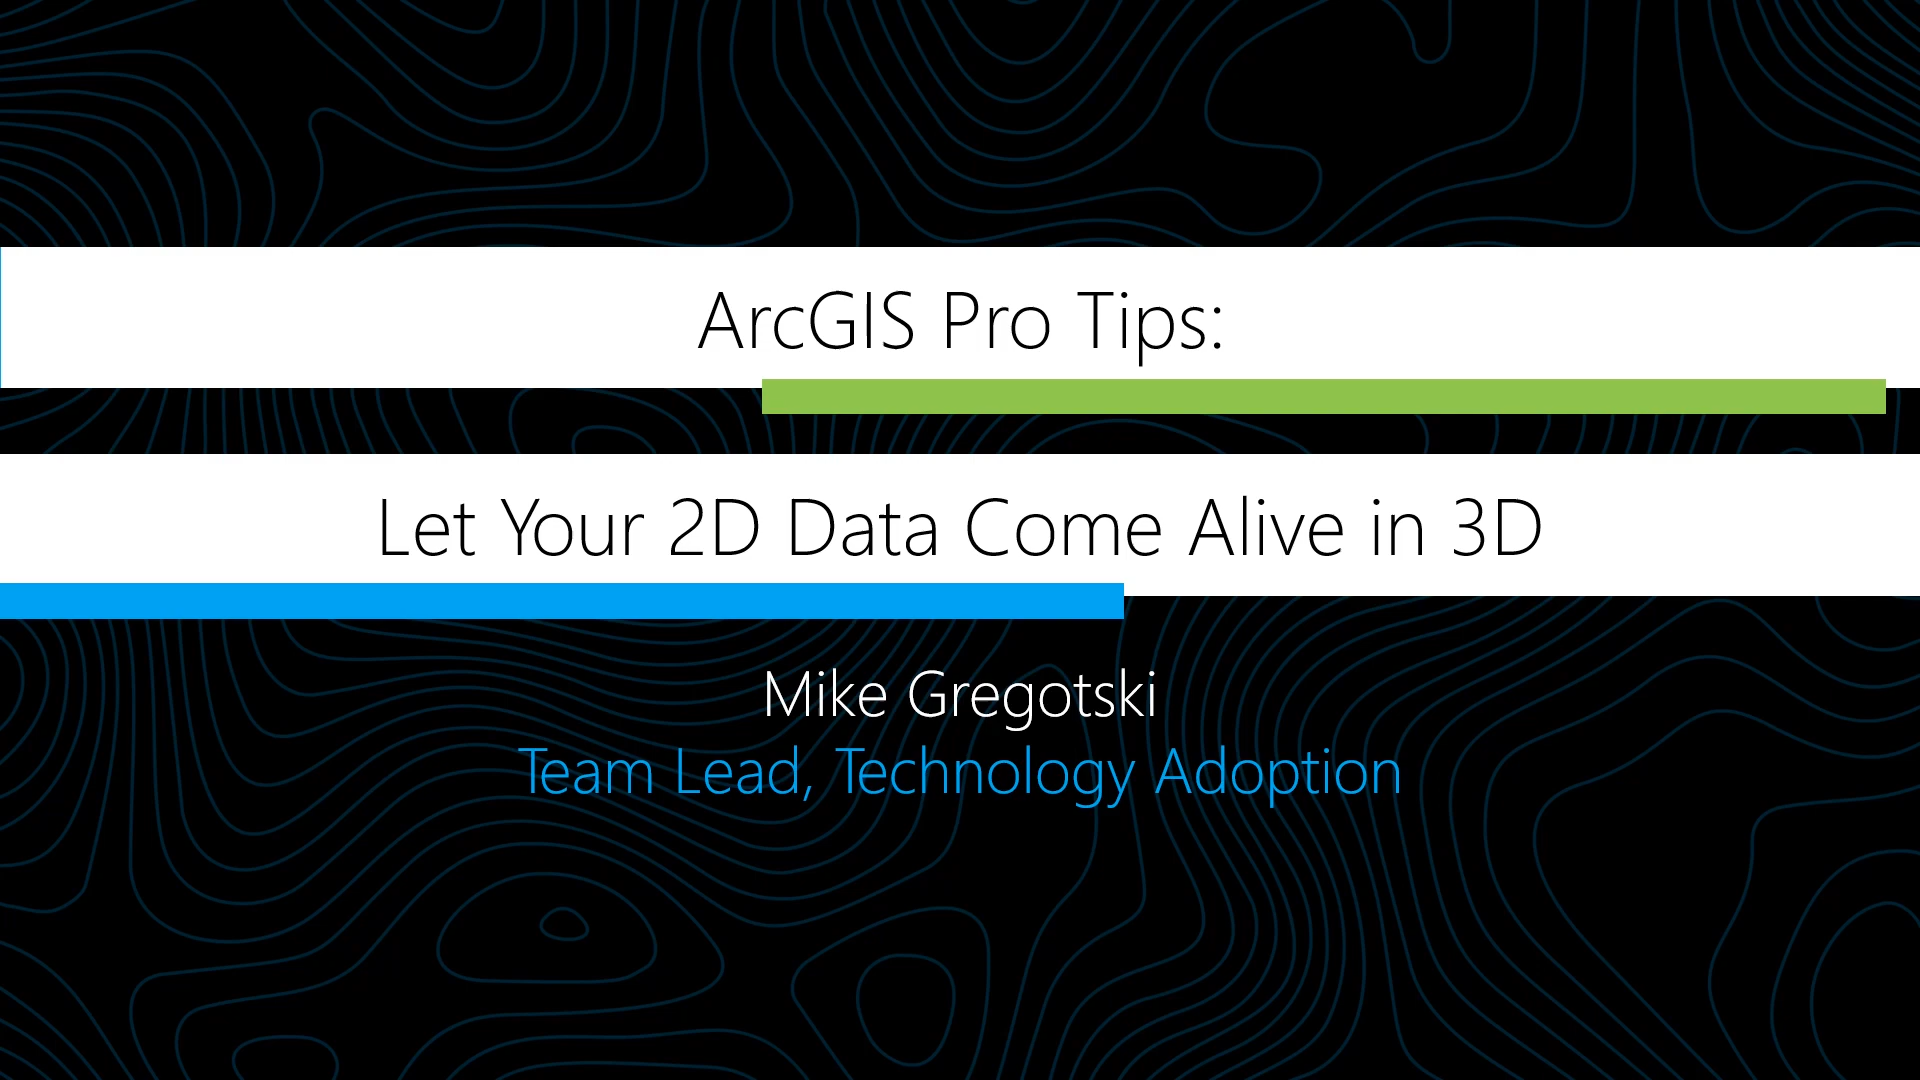 ArcGIS Pro Tips:
Let Your 2D Data Come Alive in 3D
Mike Gregotski
Team Lead, Technology Adoption